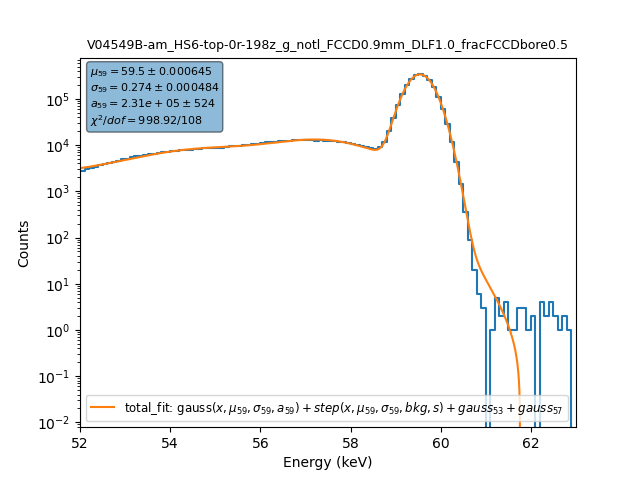 V04549B-am_HS6-top-0r-198z_g_notl_FCCD0.9mm_DLF1.0_fracFCCDbore0.5
μ₅₉ = 59.5 ± 0.000645
σ₅₉ = 0.274 ± 0.000484
a₅₉ = 2.31e + 05 ± 524
χ²/dof = 998.92/108
10⁵
10⁴
10³
10²
10¹
10⁰
10⁻¹
10⁻²
Counts
total_fit: gauss(x, μ₅₉, σ₅₉, a₅₉) + step(x, μ₅₉, σ₅₉, bkg, s) + gauss₅₃ + gauss₅₇
52 54 56 58 60 62
Energy (keV)